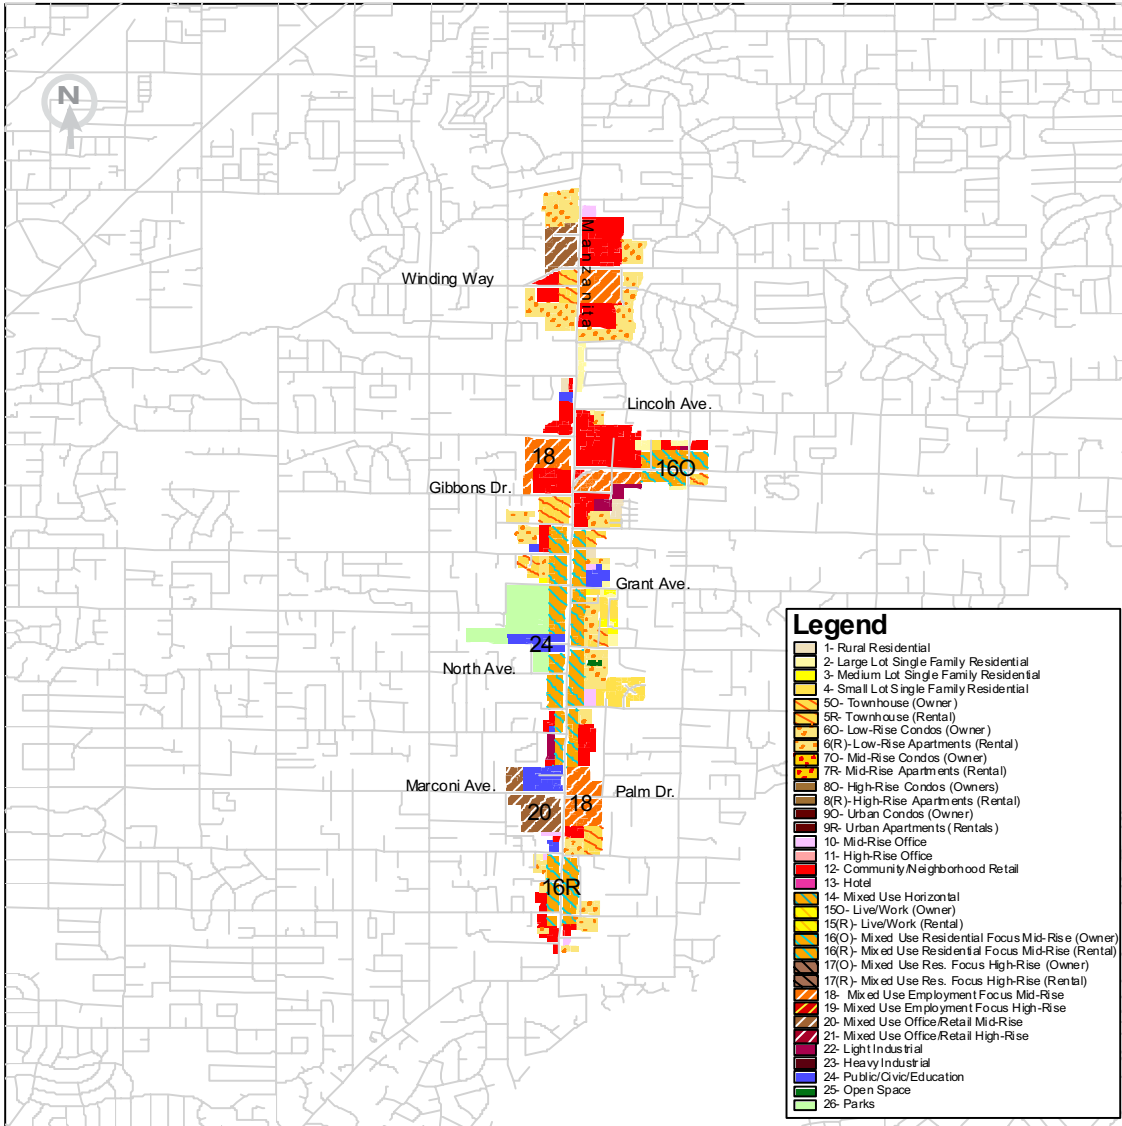 N
Manzanita
Winding Way
Lincoln Ave.
18
16O
Gibbons Dr.
Grant Ave.
24
North Ave.
Marconi Ave.
Palm Dr.
18
20
16R
Legend
1- Rural Residential
2- Large Lot Single Family Residential
3- Medium Lot Single Family Residential
4- Small Lot Single Family Residential
5O- Townhouse (Owner)
5R- Townhouse (Rental)
6O- Low-Rise Condos (Owner)
6(R)- Low-Rise Apartments (Rental)
7O- Mid-Rise Condos (Owner)
7R- Mid-Rise Apartments (Rental)
8O- High-Rise Condos (Owners)
8(R)- High-Rise Apartments (Rental)
9O- Urban Condos (Owner)
9R- Urban Apartments (Rentals)
10- Mid-Rise Office
11- High-Rise Office
12- Community/Neighborhood Retail
13- Hotel
14- Mixed Use Horizontal
15O- Live/Work (Owner)
15(R)- Live/Work (Rental)
16(O)- Mixed Use Residential Focus Mid-Rise (Owner)
16(R)- Mixed Use Residential Focus Mid-Rise (Rental)
17(O)- Mixed Use Res. Focus High-Rise (Owner)
17(R)- Mixed Use Res. Focus High-Rise (Rental)
18- Mixed Use Employment Focus Mid-Rise
19- Mixed Use Employment Focus High-Rise
20- Mixed Use Office/Retail Mid-Rise
21- Mixed Use Office/Retail High-Rise
22- Light Industrial
23- Heavy Industrial
24- Public/Civic/Education
25- Open Space
26- Parks